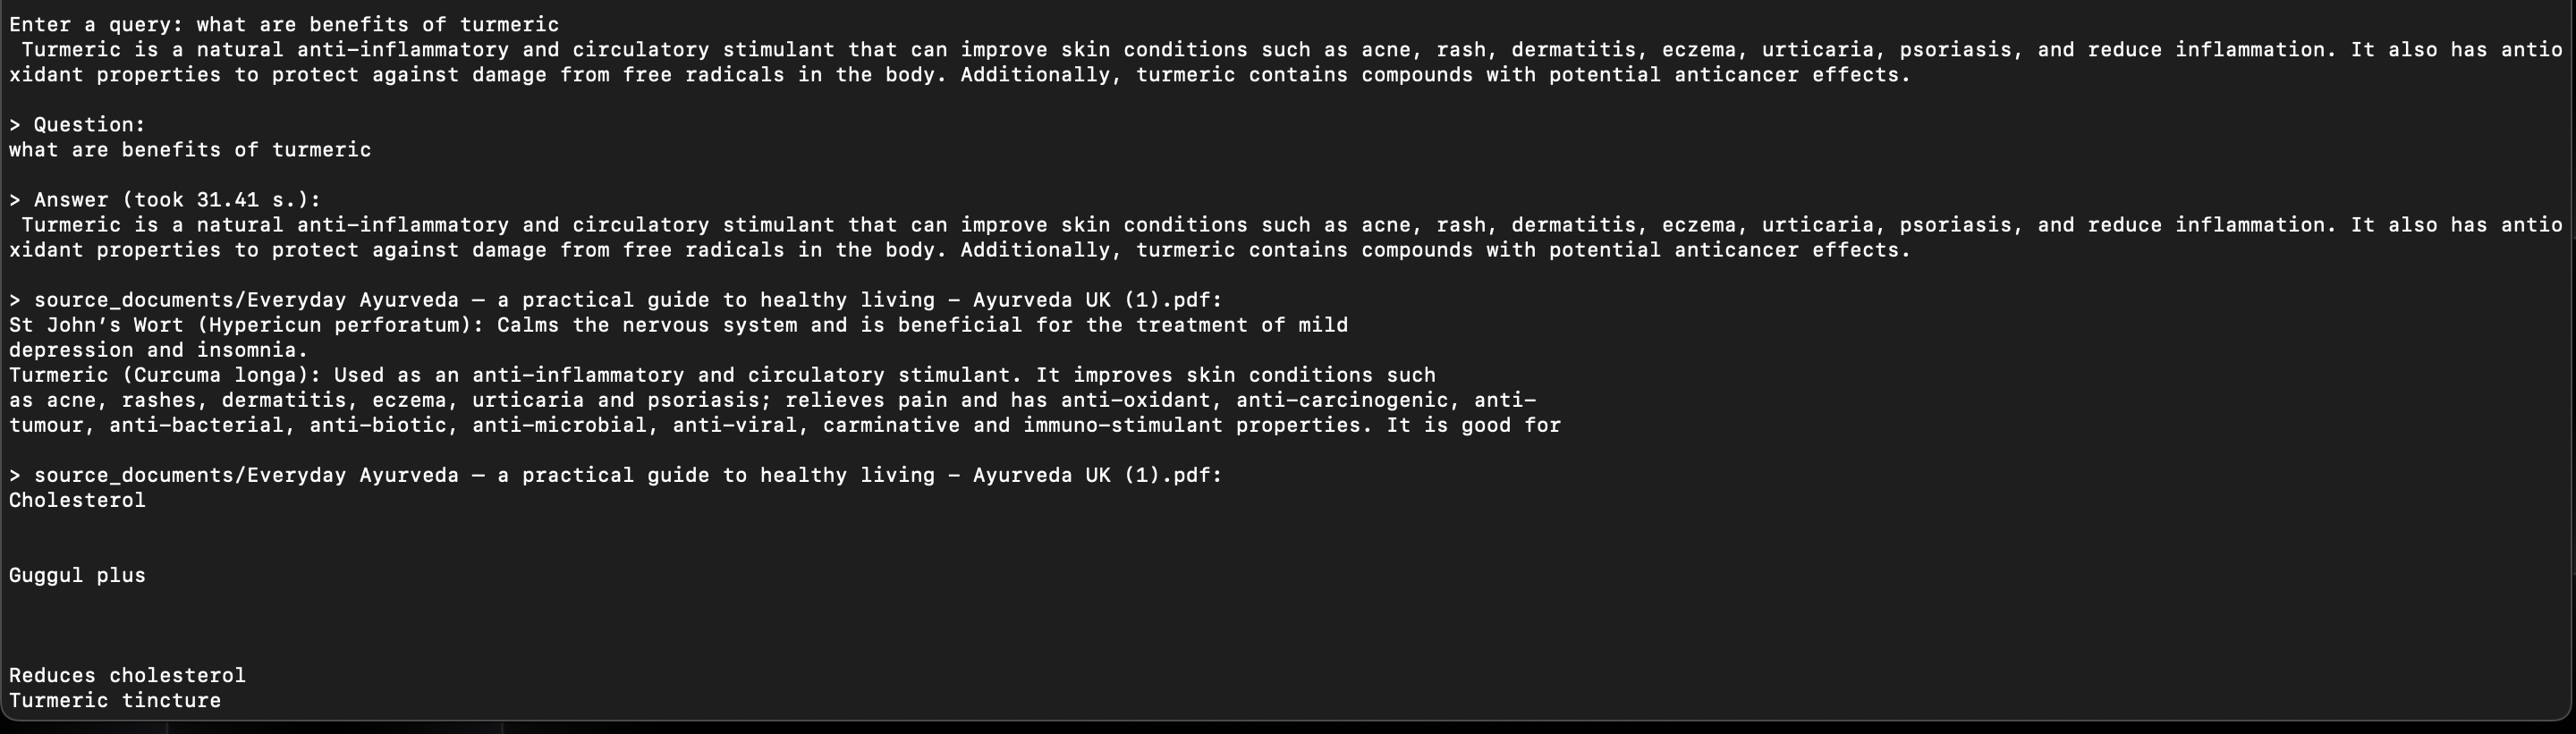 Enter a query: what are benefits of turmeric
 Turmeric is a natural anti-inflammatory and circulatory stimulant that can improve skin conditions such as acne, rash, dermatitis, eczema, urticaria, psoriasis, and reduce inflammation. It also has antio
xidant properties to protect against damage from free radicals in the body. Additionally, turmeric contains compounds with potential anticancer effects.

> Question:
what are benefits of turmeric

> Answer (took 31.41 s.):
 Turmeric is a natural anti-inflammatory and circulatory stimulant that can improve skin conditions such as acne, rash, dermatitis, eczema, urticaria, psoriasis, and reduce inflammation. It also has antio
xidant properties to protect against damage from free radicals in the body. Additionally, turmeric contains compounds with potential anticancer effects.

> source_documents/Everyday Ayurveda – a practical guide to healthy living - Ayurveda UK (1).pdf:
St John’s Wort (Hypericun perforatum): Calms the nervous system and is beneficial for the treatment of mild
depression and insomnia.
Turmeric (Curcuma longa): Used as an anti-inflammatory and circulatory stimulant. It improves skin conditions such
as acne, rashes, dermatitis, eczema, urticaria and psoriasis; relieves pain and has anti-oxidant, anti-carcinogenic, anti-
tumour, anti-bacterial, anti-biotic, anti-microbial, anti-viral, carminative and immuno-stimulant properties. It is good for

> source_documents/Everyday Ayurveda – a practical guide to healthy living - Ayurveda UK (1).pdf:
Cholesterol

Guggul plus

Reduces cholesterol
Turmeric tincture